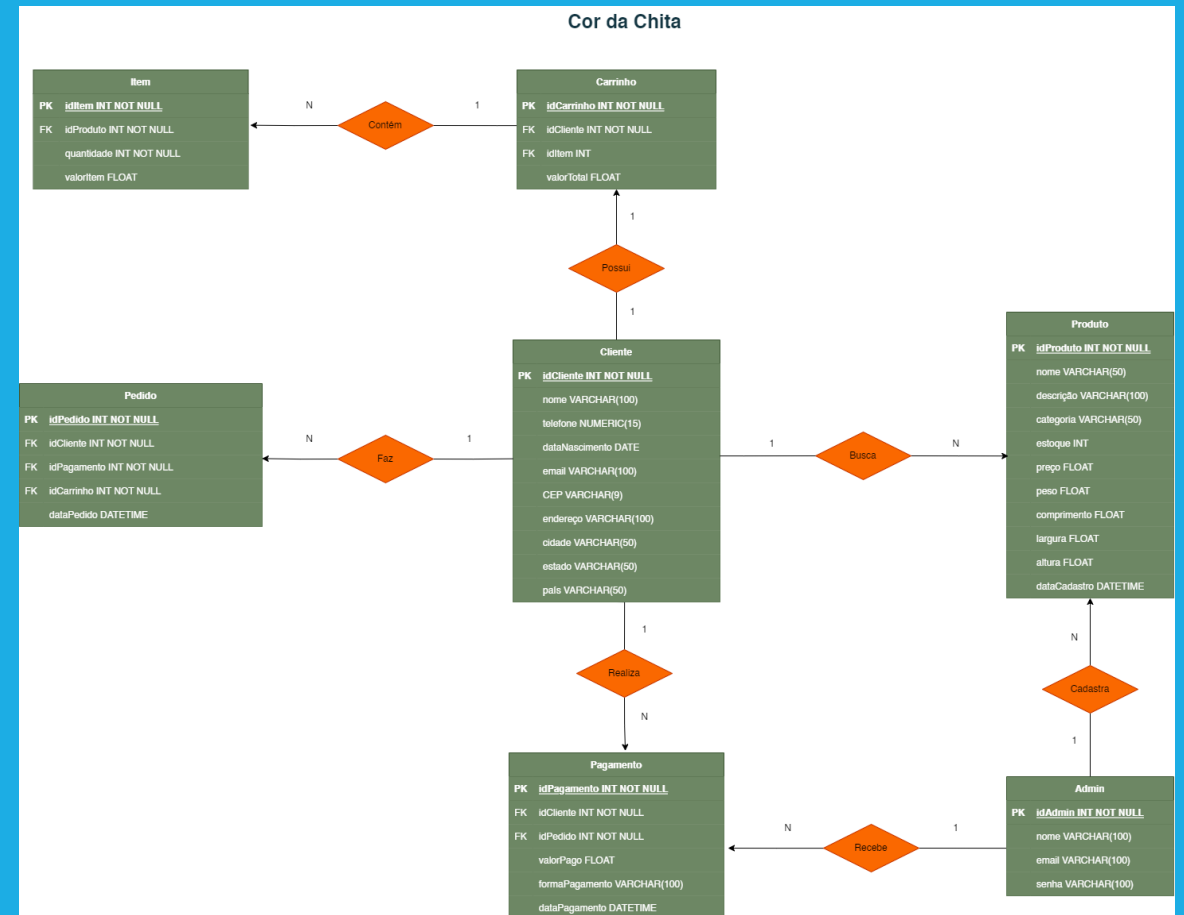 Cor da Chita
Item
PK idItem INT NOT NULL
FK idProduto INT NOT NULL
quantidade INT NOT NULL
valorItem FLOAT
N
Contém
1
Carrinho
PK idCarrinho INT NOT NULL
FK idCliente INT NOT NULL
FK idItem INT
valorTotal FLOAT
1
Possui
1
Cliente
PK idCliente INT NOT NULL
nome VARCHAR(100)
telefone NUMERIC(15)
dataNascimento DATE
email VARCHAR(100)
CEP VARCHAR(9)
endereço VARCHAR(100)
cidade VARCHAR(50)
estado VARCHAR(50)
país VARCHAR(50)
Pedido
PK idPedido INT NOT NULL
FK idCliente INT NOT NULL
FK idPagamento INT NOT NULL
FK idCarrinho INT NOT NULL
dataPedido DATETIME
N
Faz
1
1
Busca
N
Produto
PK idProduto INT NOT NULL
nome VARCHAR(50)
descrição VARCHAR(100)
categoria VARCHAR(50)
estoque INT
preço FLOAT
peso FLOAT
comprimento FLOAT
largura FLOAT
altura FLOAT
dataCadastro DATETIME
1
Realiza
N
N
Cadastra
1
Pagamento
PK idPagamento INT NOT NULL
FK idCliente INT NOT NULL
FK idPedido INT NOT NULL
valorPago FLOAT
formaPagamento VARCHAR(100)
dataPagamento DATETIME
N
Recebe
1
Admin
PK idAdmin INT NOT NULL
nome VARCHAR(100)
email VARCHAR(100)
senha VARCHAR(100)